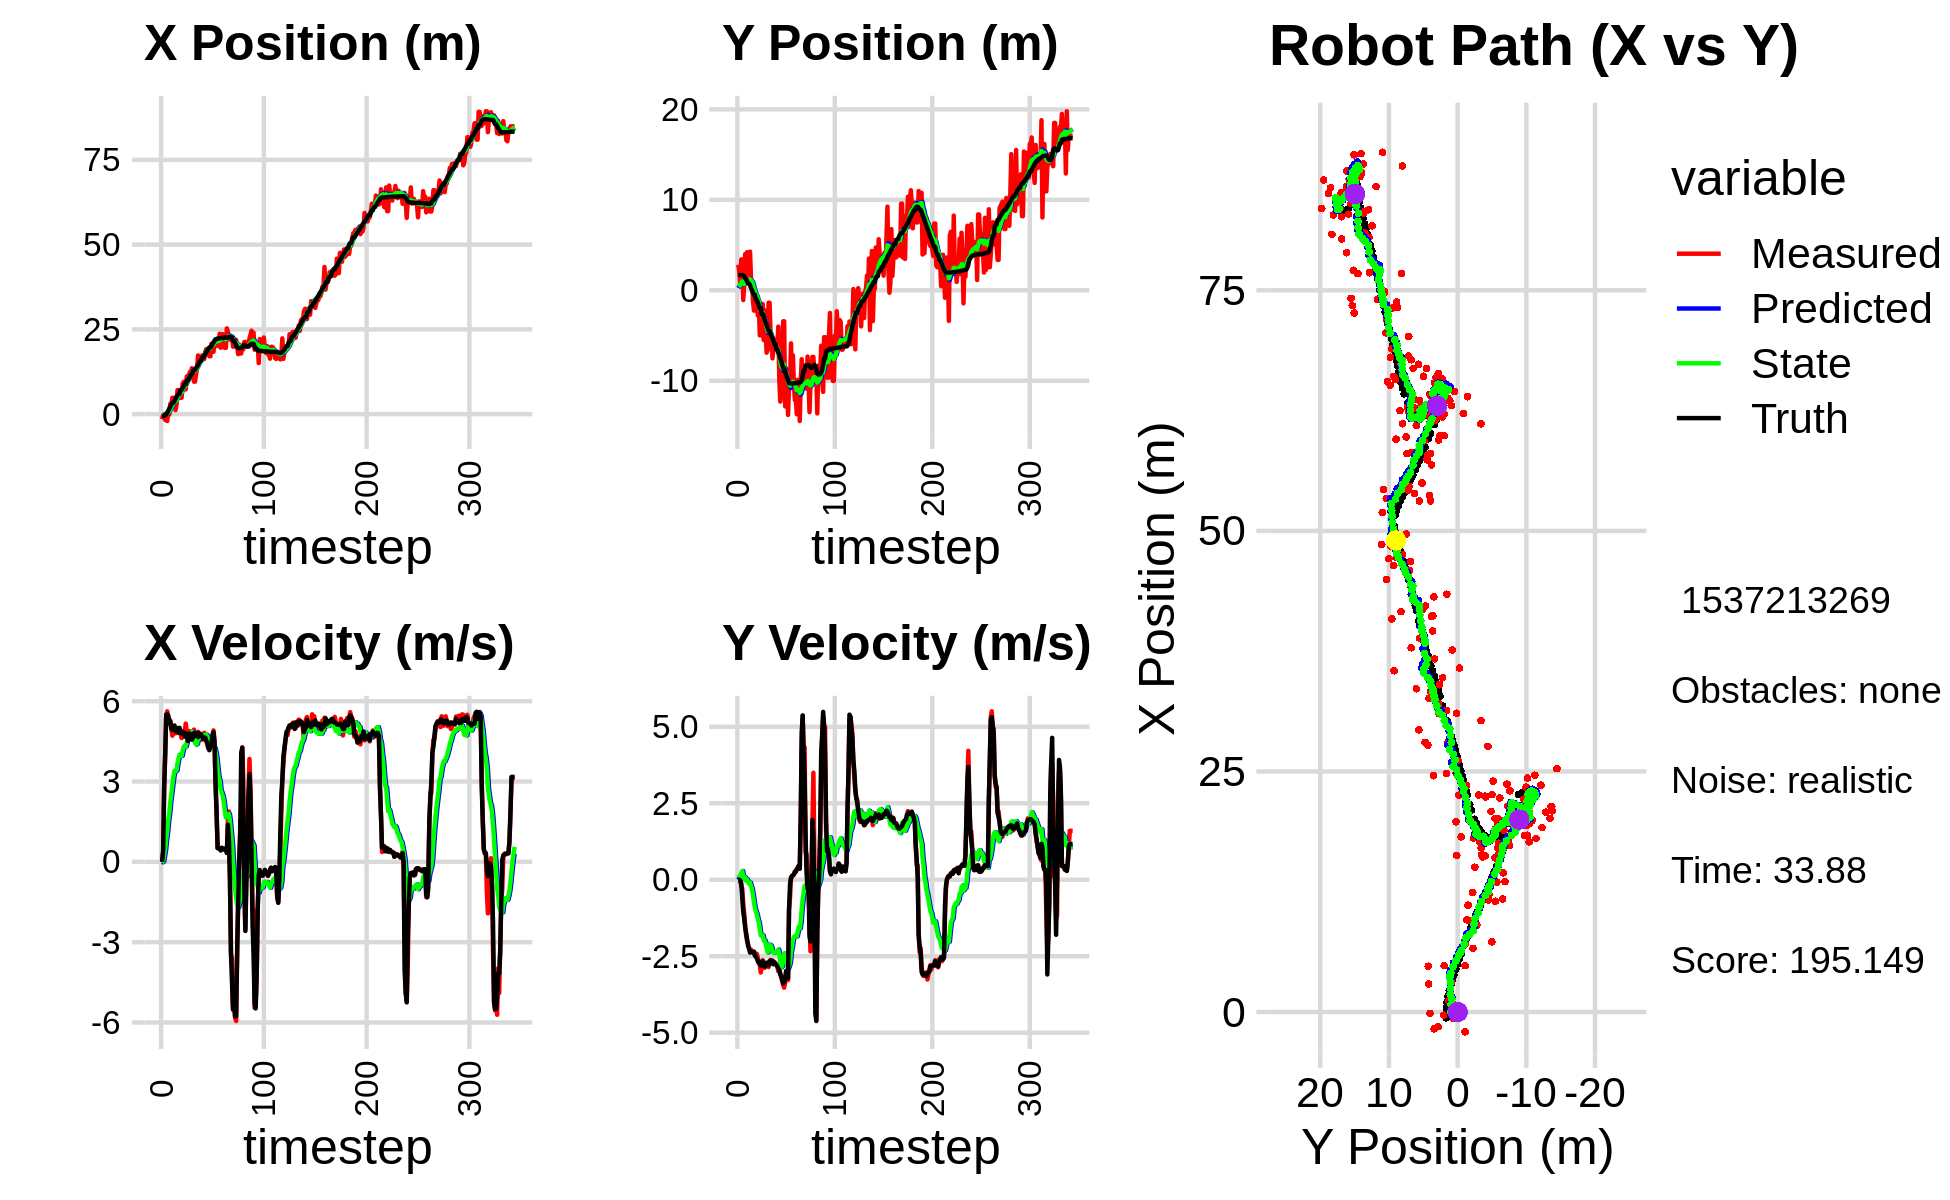 X Position (m)
75
50
25
0
0
100
200
300
timestep
Y Position (m)
20
10
0
-10
0
100
200
300
timestep
X Velocity (m/s)
6
3
0
-3
-6
0
100
200
300
timestep
Y Velocity (m/s)
5.0
2.5
0.0
-2.5
-5.0
0
100
200
300
timestep
Robot Path (X vs Y)
X Position (m)
75
50
25
0
20 10 0 -10 -20
Y Position (m)
variable
Measured
Predicted
State
Truth
1537213269
Obstacles: none
Noise: realistic
Time: 33.88
Score: 195.149